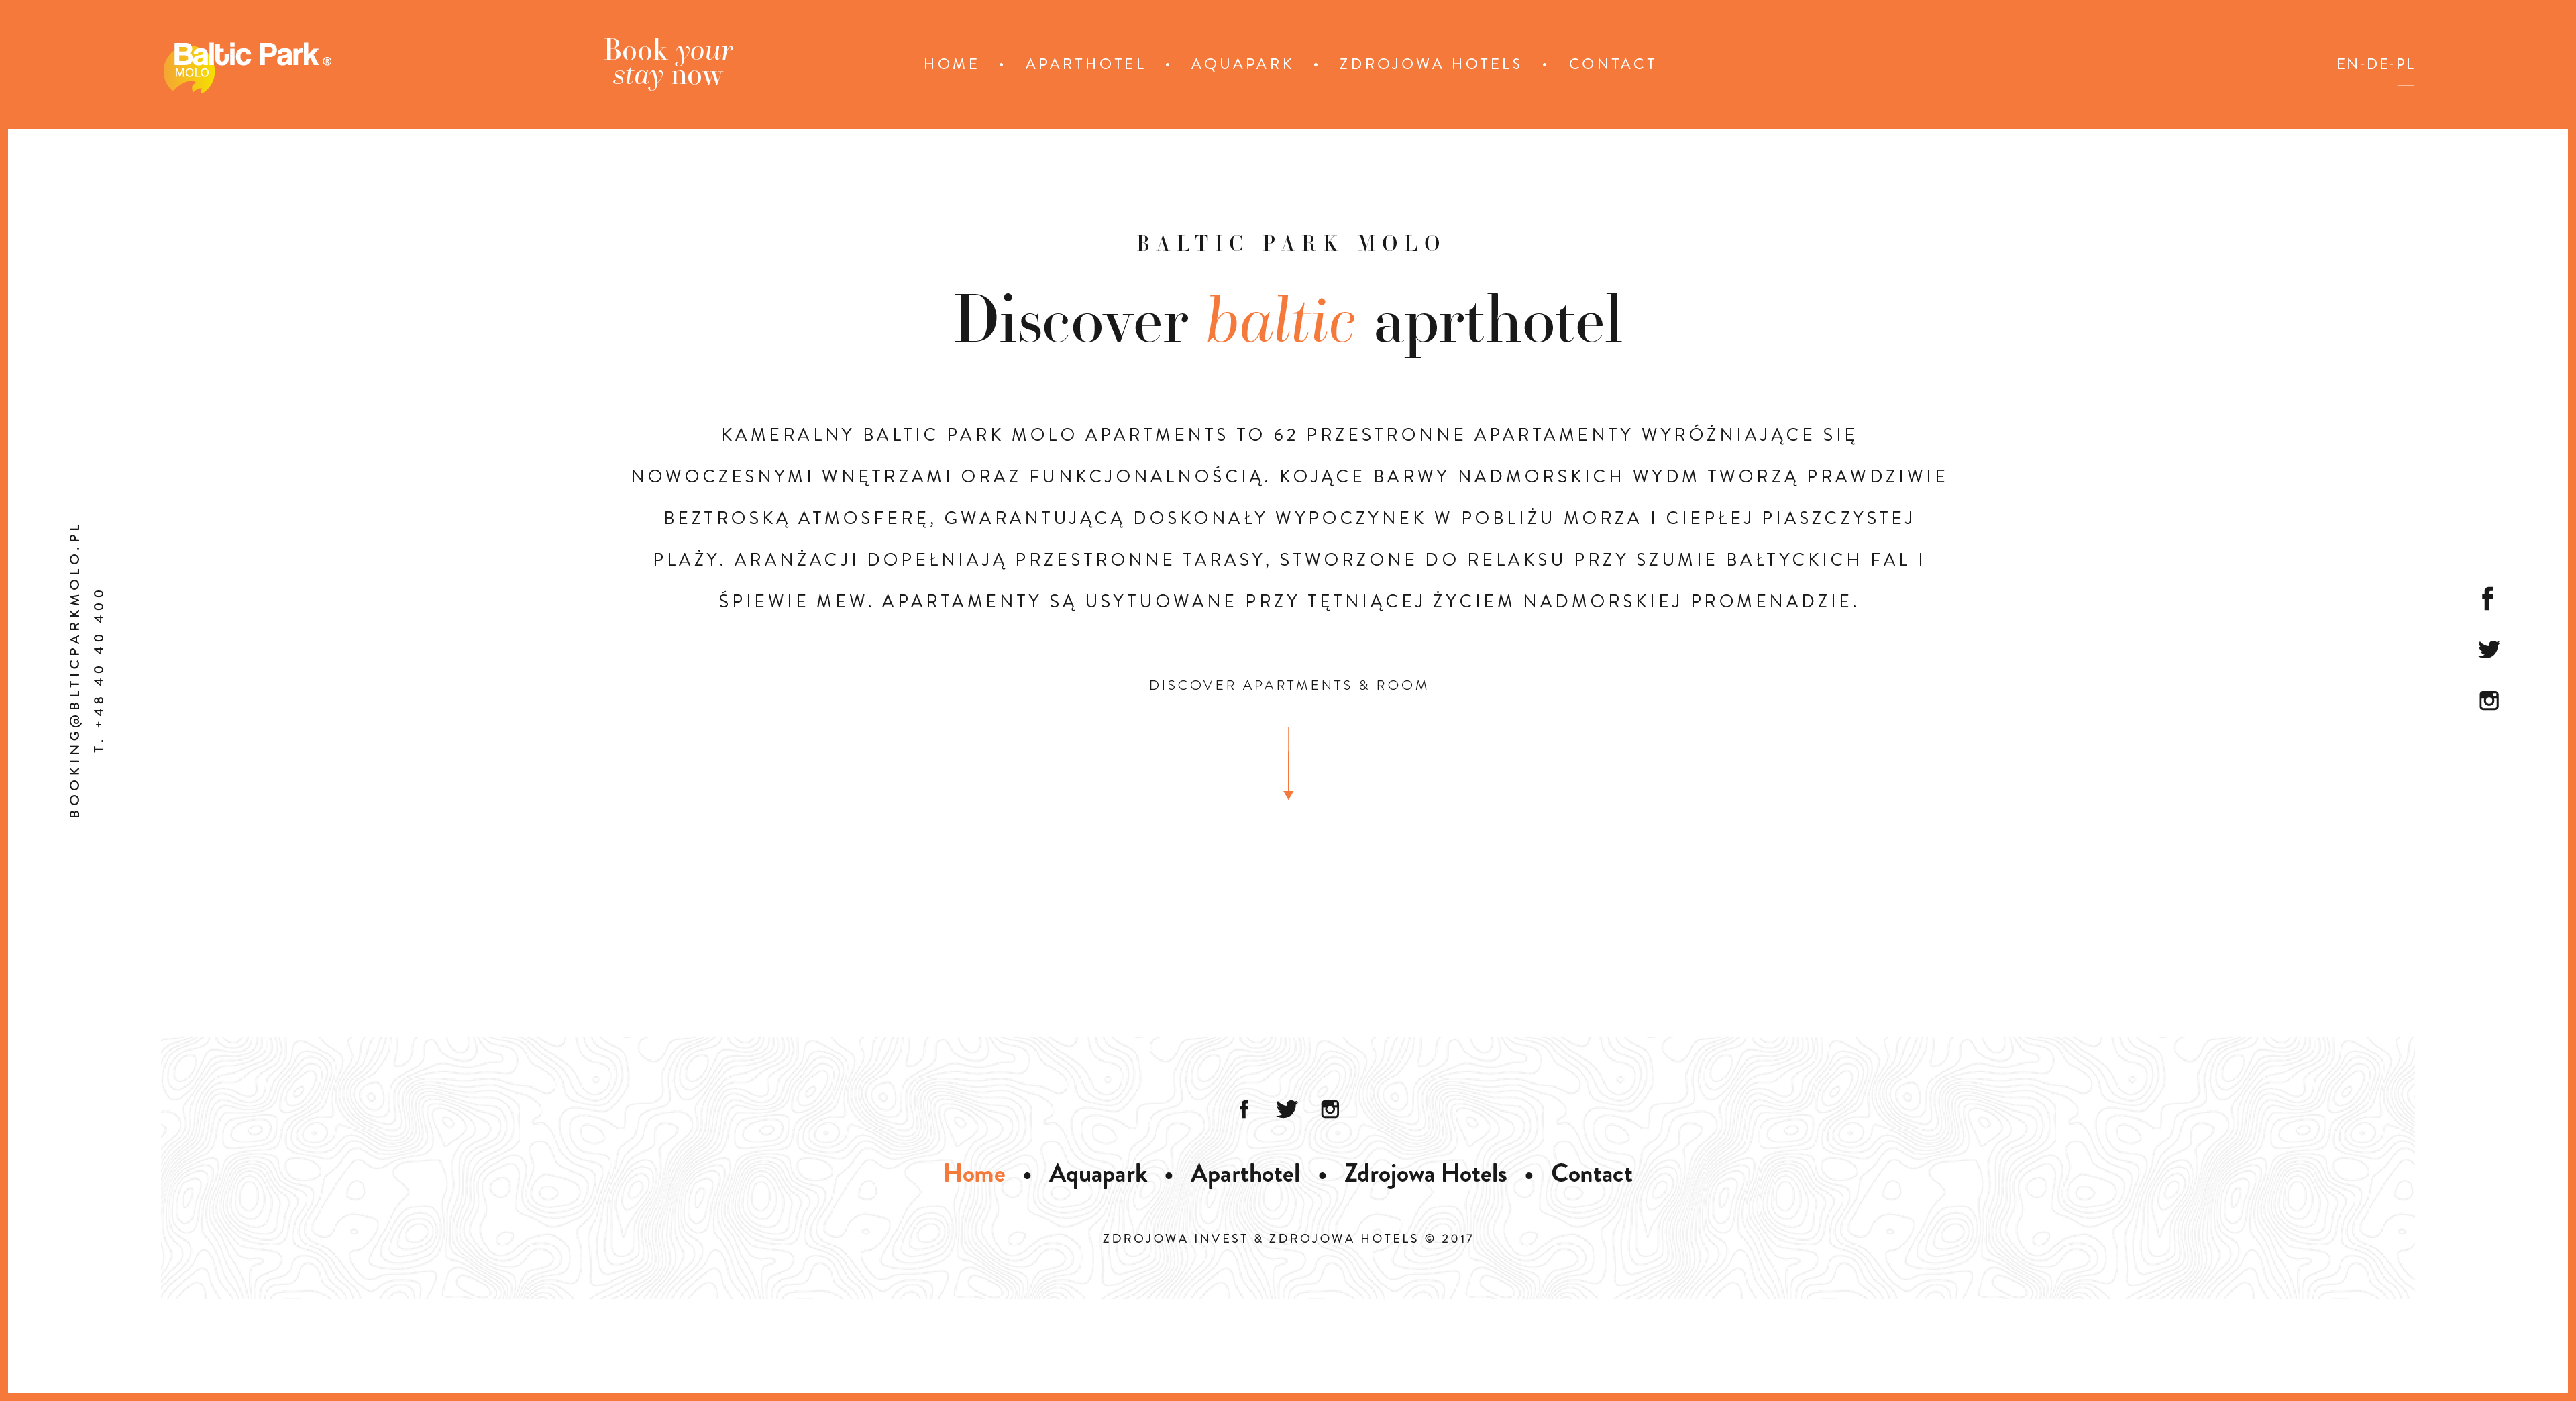 Baltic Park ®
MOLO
Book your
stay now
HOME • APARTHOTEL • AQUAPARK • ZDROJOWA HOTELS • CONTACT
EN-DE-PL
BALTIC PARK MOLO
Discover baltic aprthotel
KAMERALNY BALTIC PARK MOLO APARTMENTS TO 62 PRZESTRONNE APARTAMENTY WYRÓŻNIAJĄCE SIĘ
NOWOCZESNYMI WNĘTRZAMI ORAZ FUNKCJONALNOŚCIĄ. KOJĄCE BARWY NADMORSKICH WYDM TWORZĄ PRAWDZIWIE
BEZTROSKĄ ATMOSFERĘ, GWARANTUJĄCĄ DOSKONAŁY WYPOCZYNEK W POBLIŻU MORZA I CIEPŁEJ PIASZCZYSTEJ
PLAŻY. ARANŻACJI DOPEŁNIAJĄ PRZESTRONNE TARASY, STWORZONE DO RELAKSU PRZY SZUMIE BAŁTYCKICH FAL I
ŚPIEWIE MEW. APARTAMENTY SĄ USYTUOWANE PRZY TĘTNIĄCEJ ŻYCIEM NADMORSKIEJ PROMENADZIE.
BOOKING@BLTICPARKMOLO.PL
T. +48 40 40 400
DISCOVER APARTMENTS & ROOM
Home • Aquapark • Aparthotel • Zdrojowa Hotels • Contact
ZDROJOWA INVEST & ZDROJOWA HOTELS © 2017